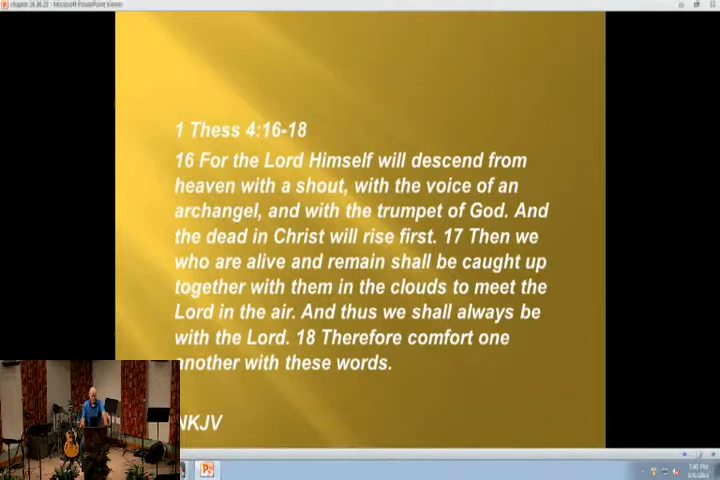 1 Thess 4:16-18
16 For the Lord Himself will descend from
heaven with a shout, with the voice of an
archangel, and with the trumpet of God. And
the dead in Christ will rise first. 17 Then we
who are alive and remain shall be caught up
together with them in the clouds to meet the
Lord in the air. And thus we shall always be
with the Lord. 18 Therefore comfort one
another with these words.
NKJV